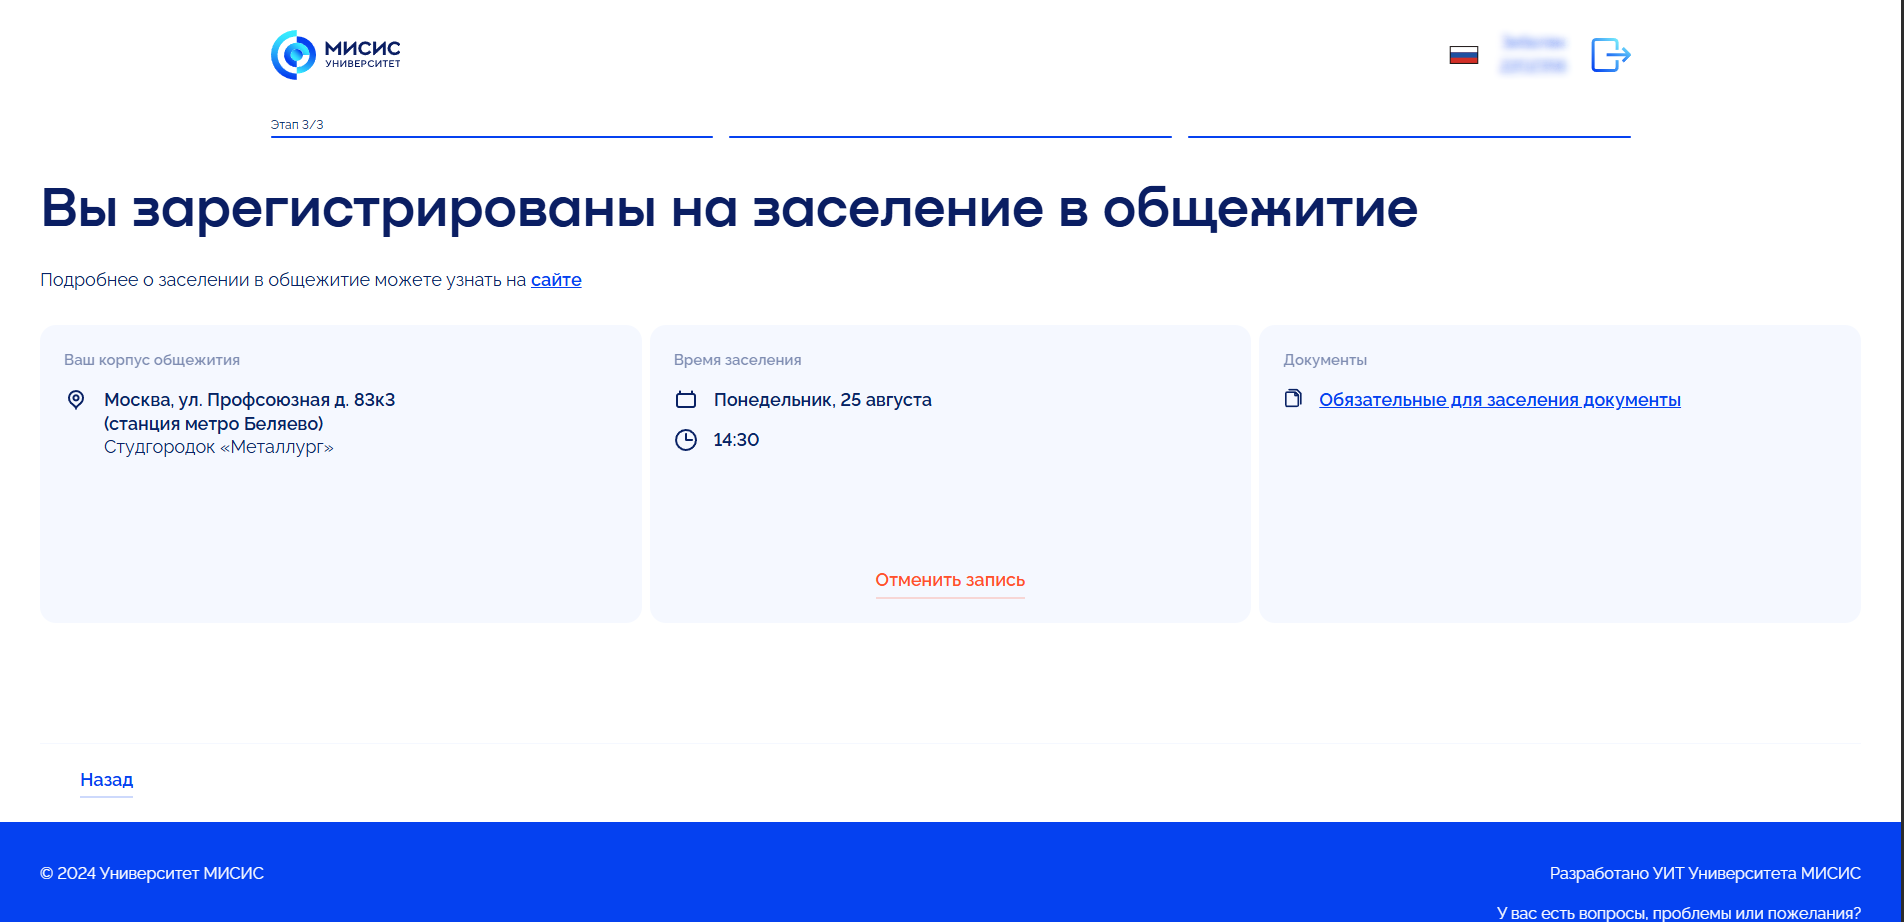 МИСИС
УНИВЕРСИТЕТ
Этап 3/3
Вы зарегистрированы на заселение в общежитие
Подробнее о заселении в общежитие можете узнать на сайте
Ваш корпус общежития
Москва, ул. Профсоюзная д. 83к3
(станция метро Беляево)
Студгородок «Металлург»
Время заселения
Понедельник, 25 августа
14:30
Отменить запись
Документы
Обязательные для заселения документы
Назад
© 2024 Университет МИСИС
Разработано УИТ Университета МИСИС
У вас есть вопросы, проблемы или пожелания?